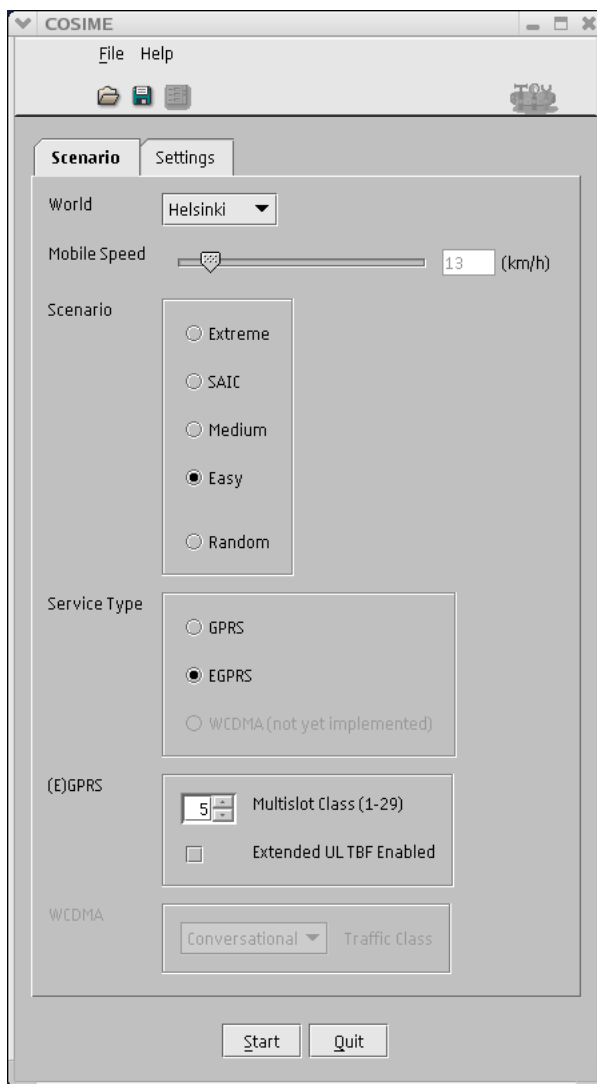 COSIME
File Help
Scenario Settings
World Helsinki
Mobile Speed 13 (km/h)
Scenario
Extreme
SAIC
Medium
Easy
Random
Service Type
GPRS
EGPRS
WCDMA (not yet implemented)
(E)GPRS
5 Multislot Class (1-29)
Extended UL TBF Enabled
WCDMA
Conversational Traffic Class
Start Quit